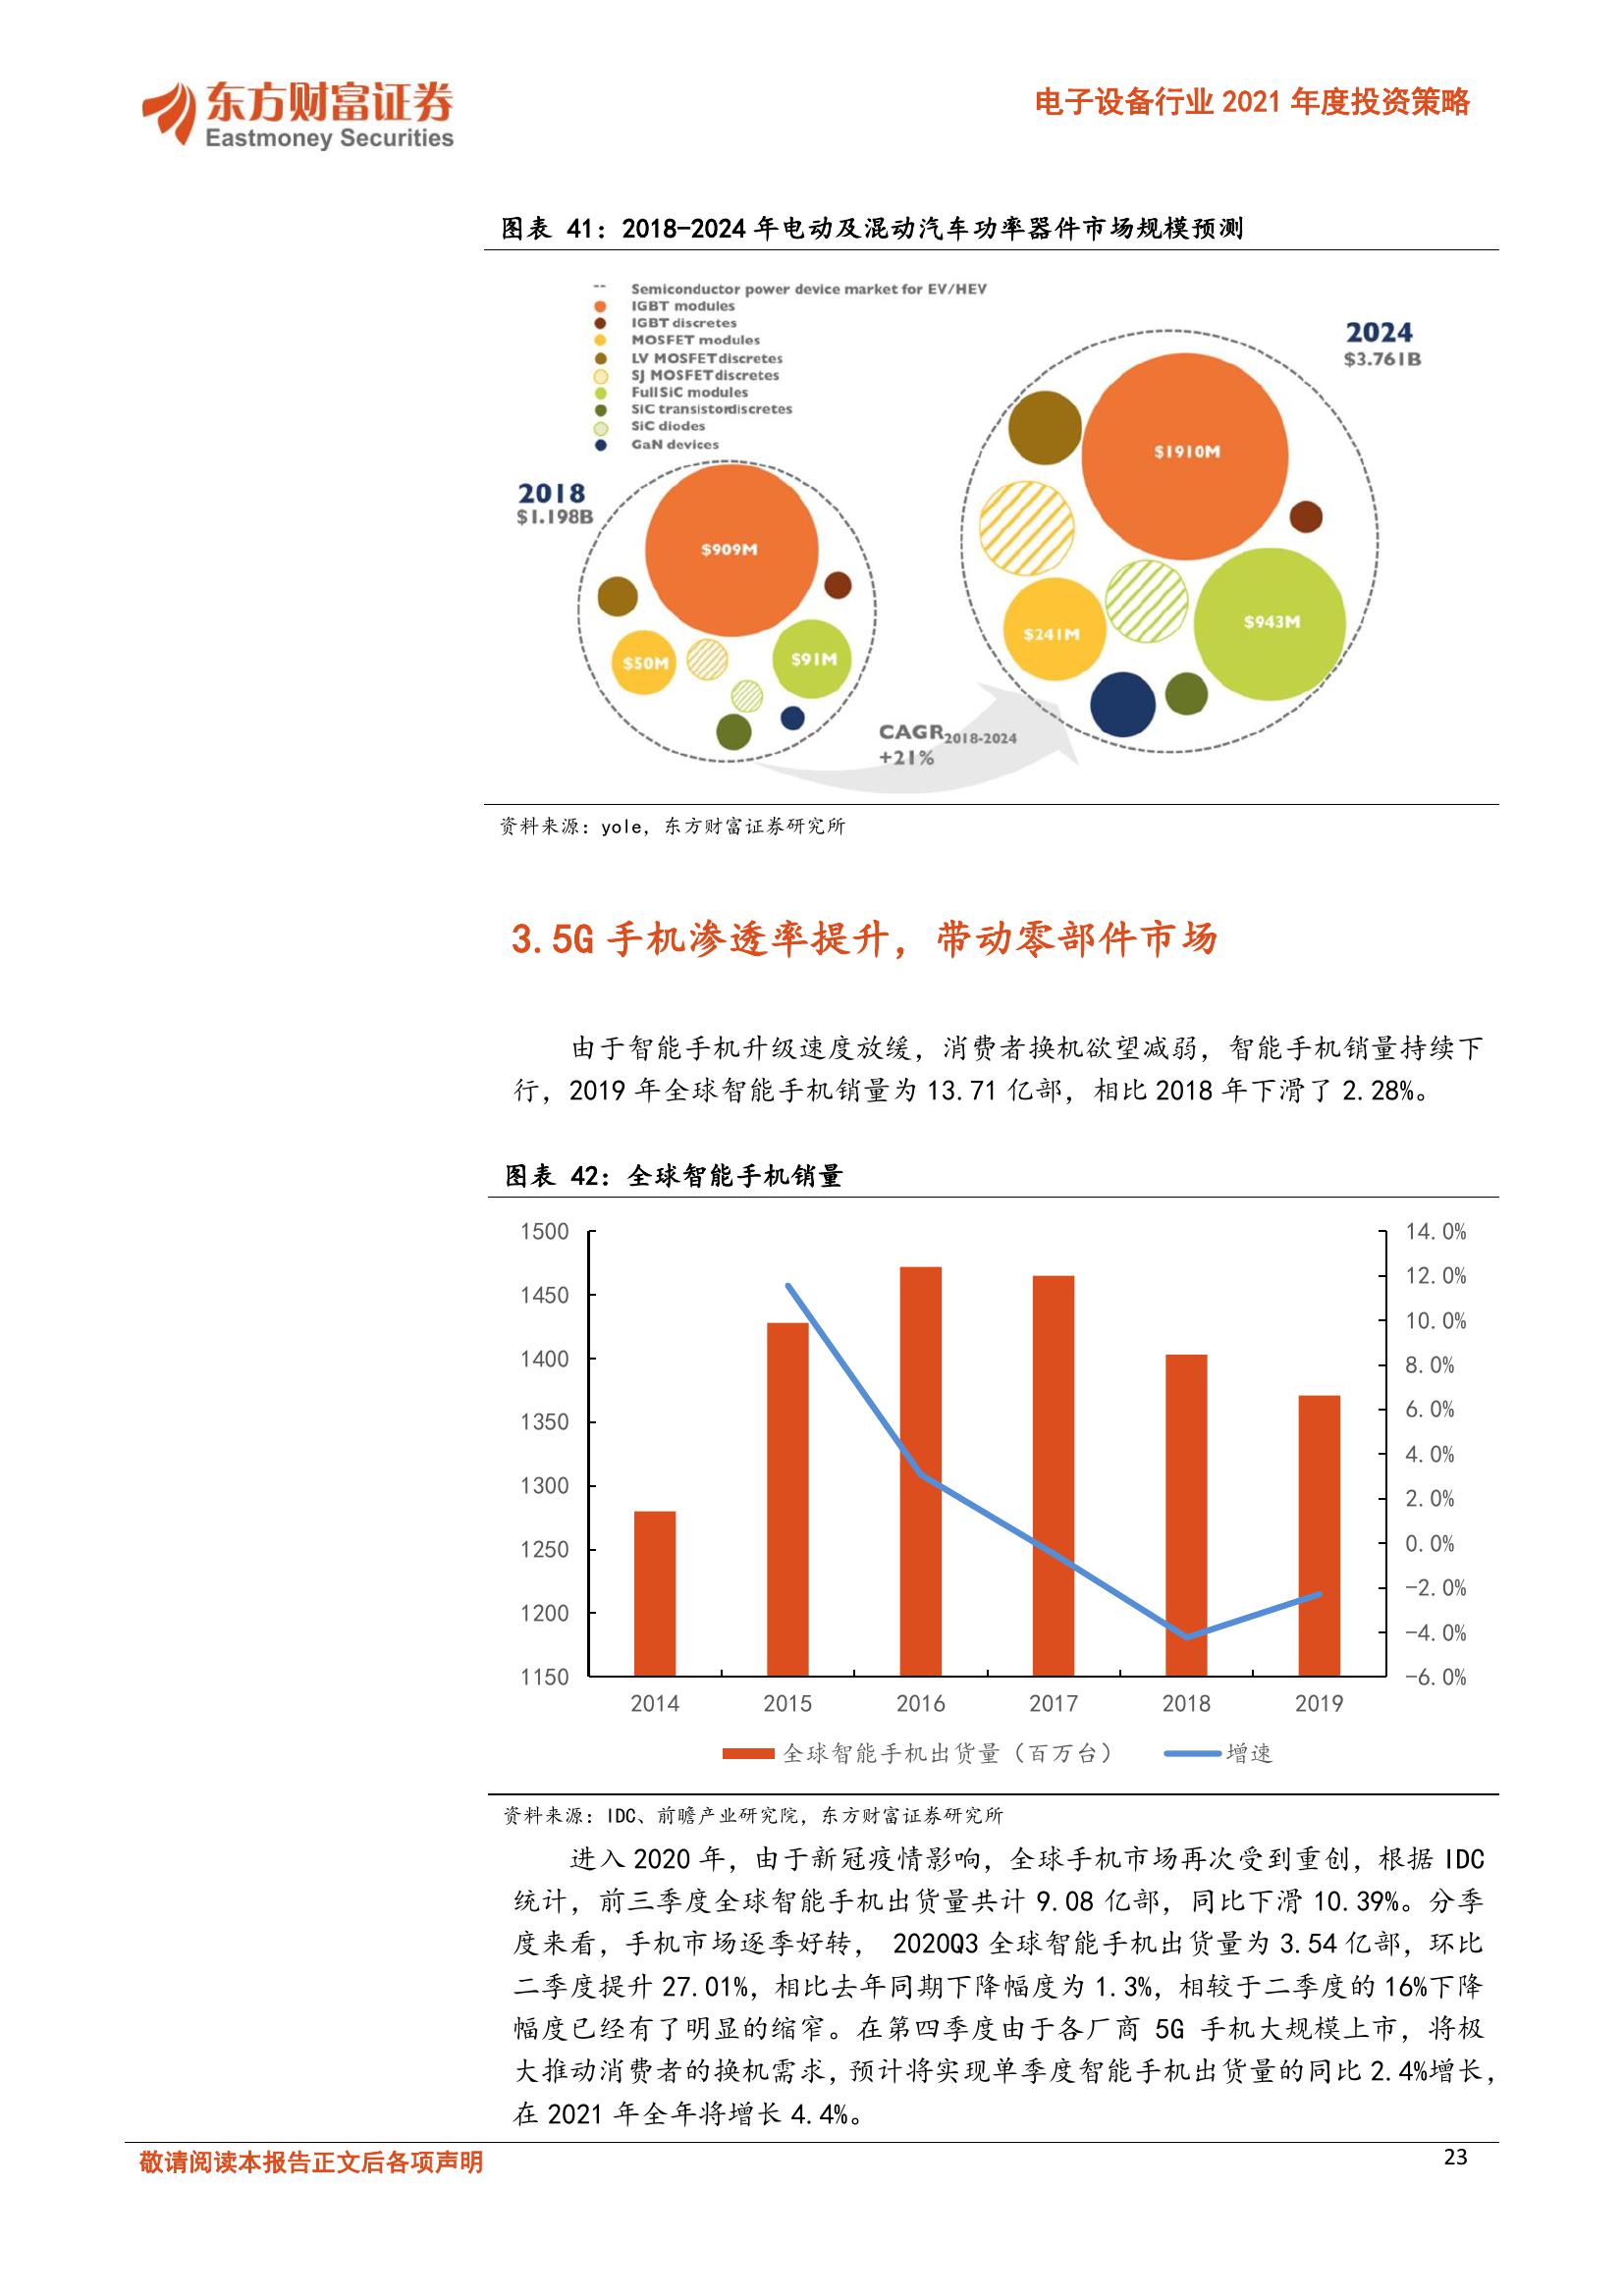 东方财富证券
Eastmoney Securities
电子设备行业 2021 年度投资策略
图表 41：2018-2024 年电动及混动汽车功率器件市场规模预测
-- Semiconductor power device market for EV/HEV
IGBT modules
IGBT discretes
MOSFET modules
LV MOSFET discretes
SJ MOSFET discretes
Full SiC modules
SiC transistordiscretes
SiC diodes
GaN devices
2018
$1.198B
$909M
$50M
$91M
CAGR2018-2024
+21%
2024
$3.761B
$1910M
$943M
$241M
资料来源：yole，东方财富证券研究所
3.5G 手机渗透率提升，带动零部件市场
由于智能手机升级速度放缓，消费者换机欲望减弱，智能手机销量持续下
行，2019 年全球智能手机销量为 13.71 亿部，相比 2018 年下滑了 2.28%。
图表 42：全球智能手机销量
1500
1450
1400
1350
1300
1250
1200
1150
14.0%
12.0%
10.0%
8.0%
6.0%
4.0%
2.0%
0.0%
-2.0%
-4.0%
-6.0%
2014 2015 2016 2017 2018 2019
全球智能手机出货量（百万台） 增速
资料来源：IDC、前瞻产业研究院，东方财富证券研究所
进入 2020 年，由于新冠疫情影响，全球手机市场再次受到重创，根据 IDC
统计，前三季度全球智能手机出货量共计 9.08 亿部，同比下滑 10.39%。分季
度来看，手机市场逐季好转， 2020Q3 全球智能手机出货量为 3.54 亿部，环比
二季度提升 27.01%，相比去年同期下降幅度为 1.3%，相较于二季度的 16%下降
幅度已经有了明显的缩窄。在第四季度由于各厂商 5G 手机大规模上市，将极
大推动消费者的换机需求，预计将实现单季度智能手机出货量的同比 2.4%增长，
在 2021 年全年将增长 4.4%。
敬请阅读本报告正文后各项声明
23